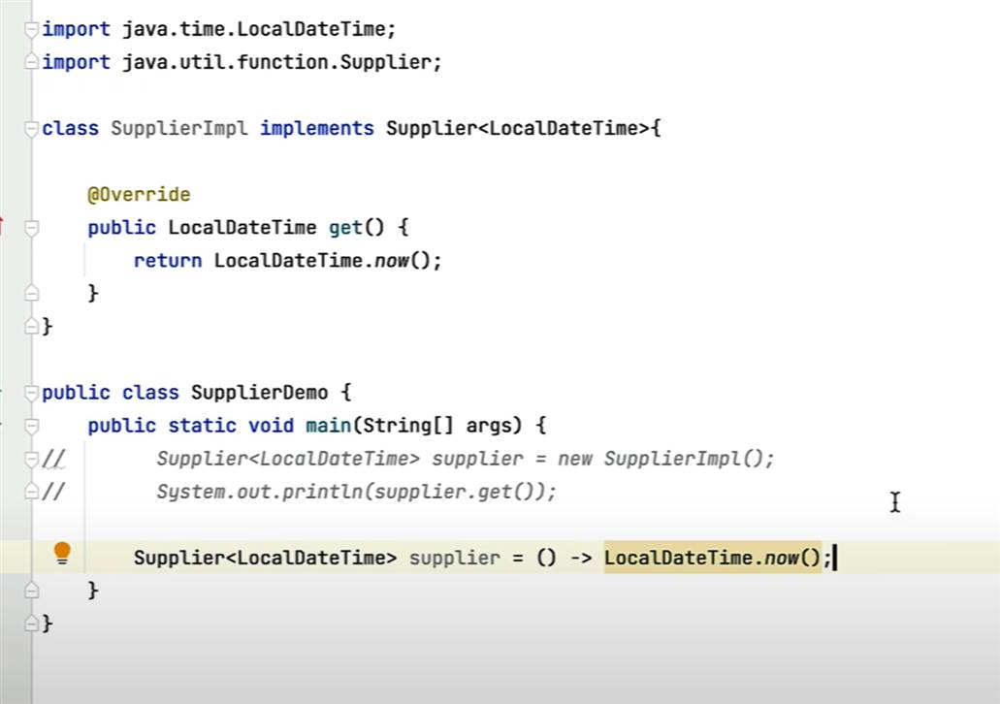 import java.time.LocalDateTime;
import java.util.function.Supplier;
class SupplierImpl implements Supplier<LocalDateTime>{
@Override
public LocalDateTime get() {
return LocalDateTime.now();
}
}
public class SupplierDemo {
public static void main(String[] args) {
// Supplier<LocalDateTime> supplier = new SupplierImpl();
// System.out.println(supplier.get());
Supplier<LocalDateTime> supplier = () -> LocalDateTime.now();
}
}